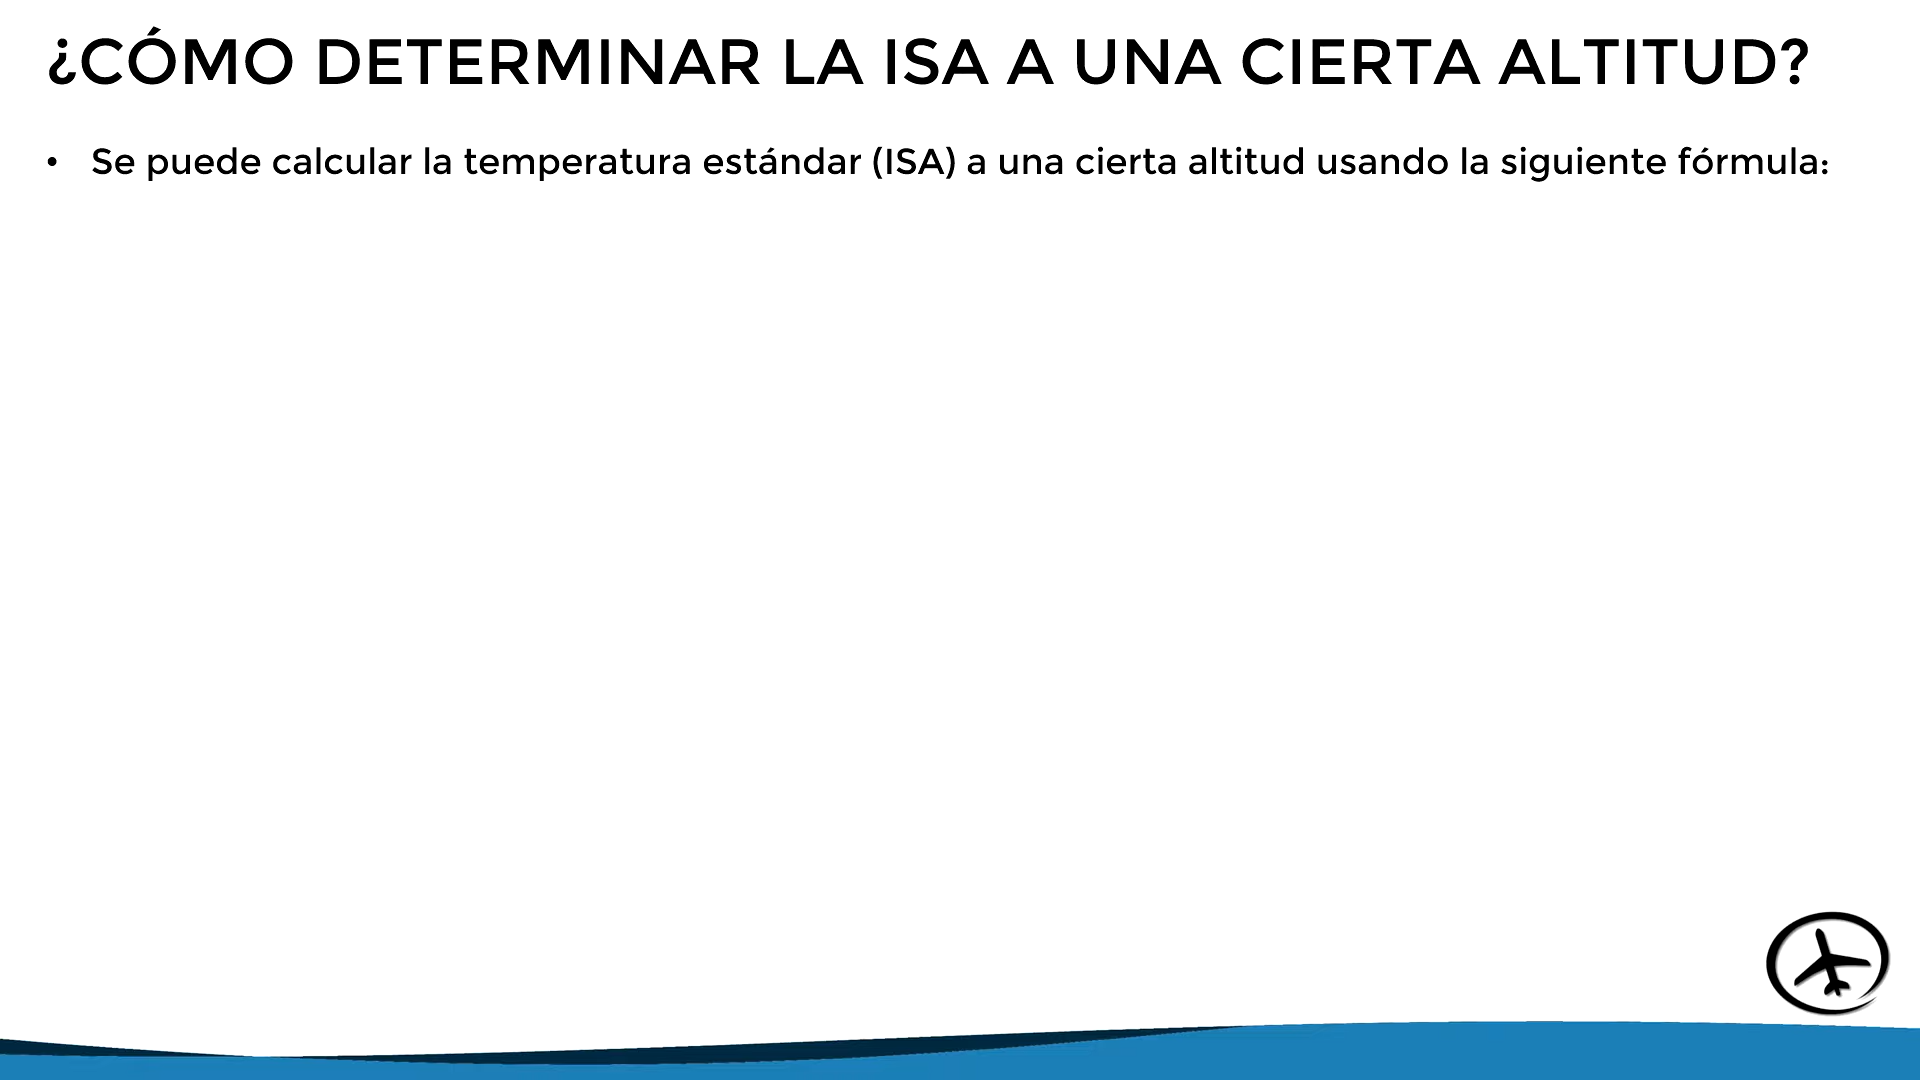 ¿CÓMO DETERMINAR LA ISA A UNA CIERTA ALTITUD?
• Se puede calcular la temperatura estándar (ISA) a una cierta altitud usando la siguiente fórmula: